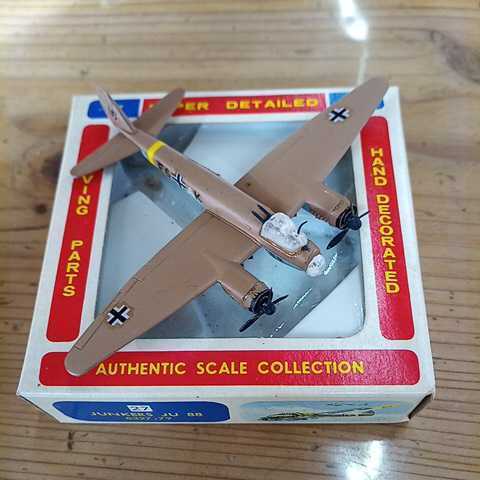 PER DETAILED
VING PARTS
HAND DECORATED
AUTHENTIC SCALE COLLECTION
27
JUNKERS JU 88